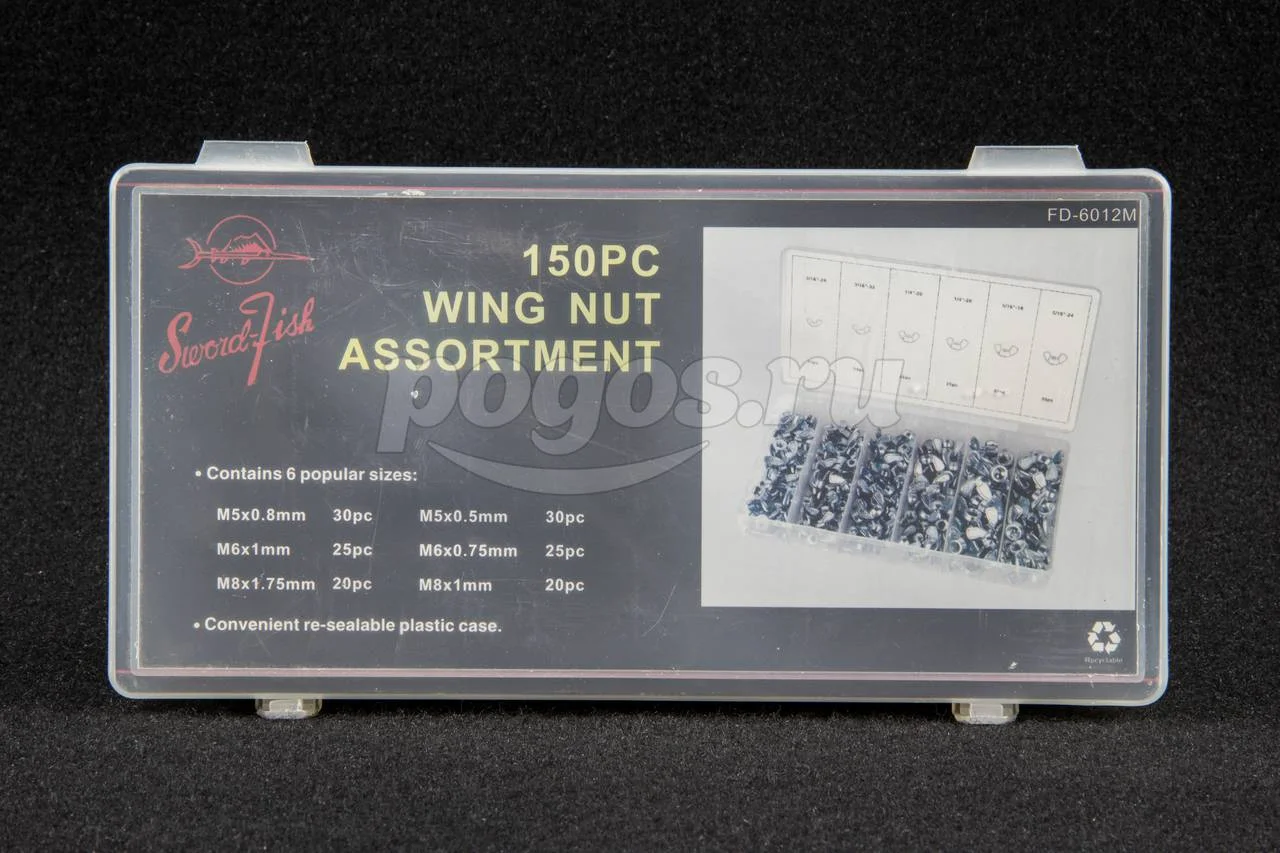 FD-6012M
Sword-Fish
150PC
WING NUT
ASSORTMENT
pogos.ru
• Contains 6 popular sizes:
M5x0.8mm 30pc M5x0.5mm 30pc
M6x1mm 25pc M6x0.75mm 25pc
M8x1.75mm 20pc M8x1mm 20pc
• Convenient re-sealable plastic case.